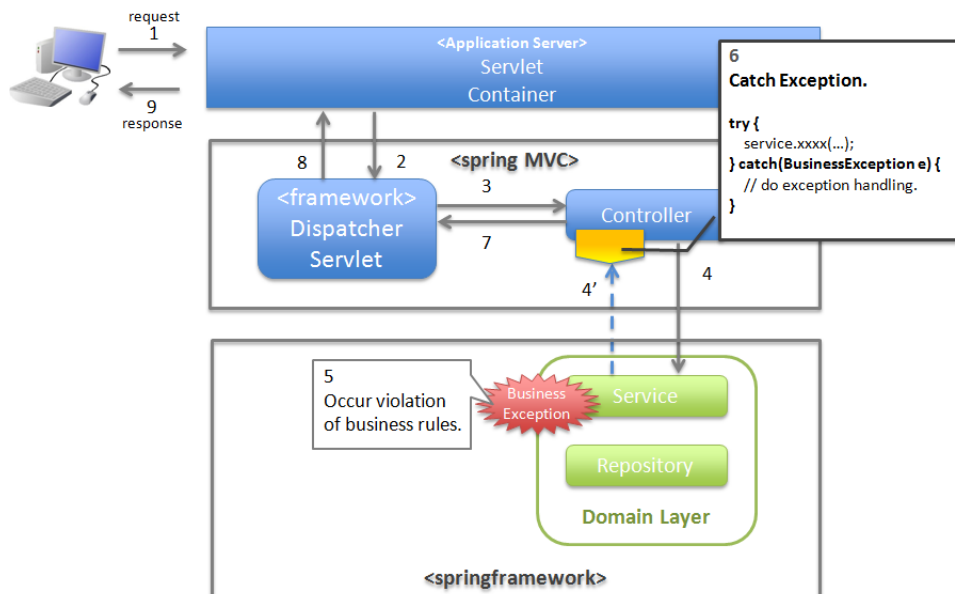 request
1
9
response
<Application Server>
Servlet
Container
6
Catch Exception.
try {
service.xxxx(...);
} catch(BusinessException e) {
// do exception handling.
}
8
2
<spring MVC>
<framework>
Dispatcher
Servlet
3
7
Controller
4'
4
5
Occur violation
of business rules.
Business
Exception
Service
Repository
Domain Layer
<springframework>